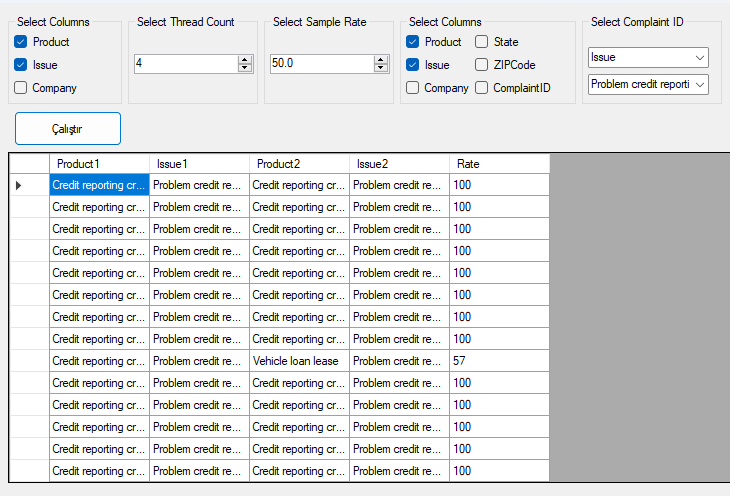 Select Columns
Select Thread Count
Select Sample Rate
Select Columns
Select Complaint ID
Product
Issue
Company
4
50.0
Product State
Issue ZIPCode
Company ComplaintID
Issue
Problem credit reporti
Çalıştır
Product1 Issue1 Product2 Issue2 Rate
Credit reporting cr... Problem credit re... Credit reporting cr... Problem credit re... 100
Credit reporting cr... Problem credit re... Credit reporting cr... Problem credit re... 100
Credit reporting cr... Problem credit re... Credit reporting cr... Problem credit re... 100
Credit reporting cr... Problem credit re... Credit reporting cr... Problem credit re... 100
Credit reporting cr... Problem credit re... Credit reporting cr... Problem credit re... 100
Credit reporting cr... Problem credit re... Credit reporting cr... Problem credit re... 100
Credit reporting cr... Problem credit re... Credit reporting cr... Problem credit re... 100
Credit reporting cr... Problem credit re... Credit reporting cr... Problem credit re... 100
Credit reporting cr... Problem credit re... Vehicle loan lease Problem credit re... 57
Credit reporting cr... Problem credit re... Credit reporting cr... Problem credit re... 100
Credit reporting cr... Problem credit re... Credit reporting cr... Problem credit re... 100
Credit reporting cr... Problem credit re... Credit reporting cr... Problem credit re... 100
Credit reporting cr... Problem credit re... Credit reporting cr... Problem credit re... 100
Credit reporting cr... Problem credit re... Credit reporting cr... Problem credit re... 100